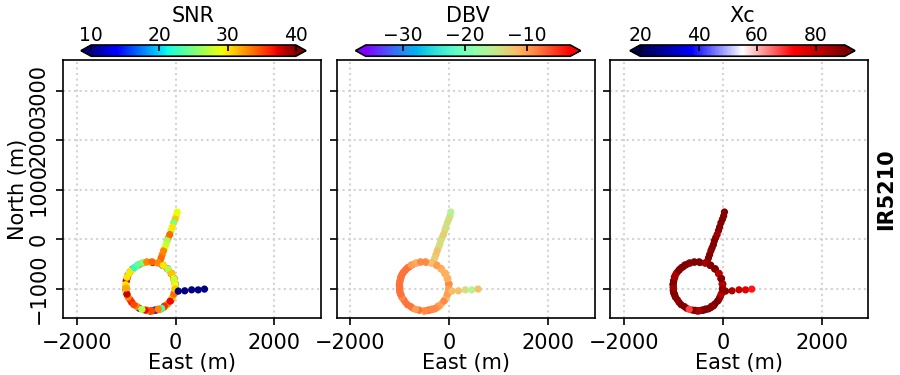 SNR DBV Xc
10 20 30 40 −30 −20 −10 20 40 60 80
North (m)
−1000 0 1000 2000 3000
IR5210
−2000 0 2000 −2000 0 2000 −2000 0 2000
East (m) East (m) East (m)